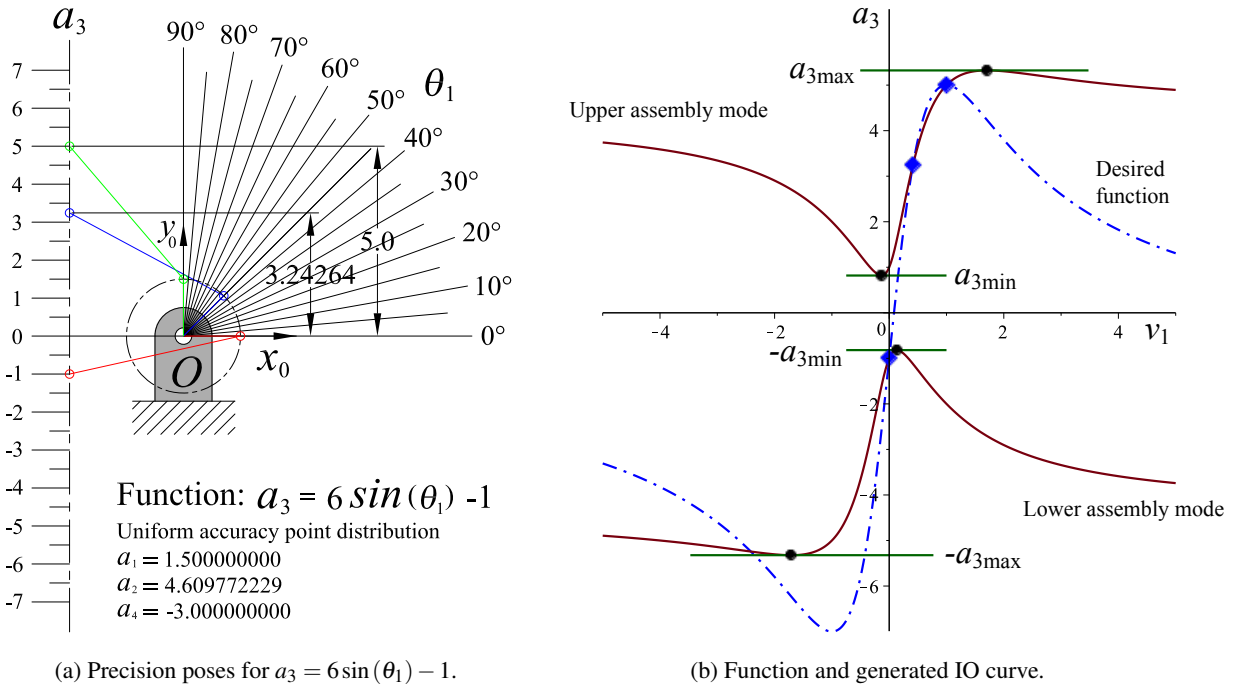 a₃
7
6
5
4
3
2
1
0
-1
-2
-3
-4
-5
-6
-7
90°
80°
70°
60°
50°
40°
30°
20°
10°
0°
θ₁
y₀
x₀
O
5.0
3.24264
Function: a₃ = 6 sin(θ₁) -1
Uniform accuracy point distribution
a₁ = 1.500000000
a₂ = 4.609772229
a₄ = -3.000000000
(a) Precision poses for a₃ = 6 sin(θ₁) − 1.
a₃
a₃max
Upper assembly mode
4
Desired
function
2
a₃min
-4
-2
0
2
4
v₁
-a₃min
-2
-4
Lower assembly mode
-a₃max
-6
(b) Function and generated IO curve.